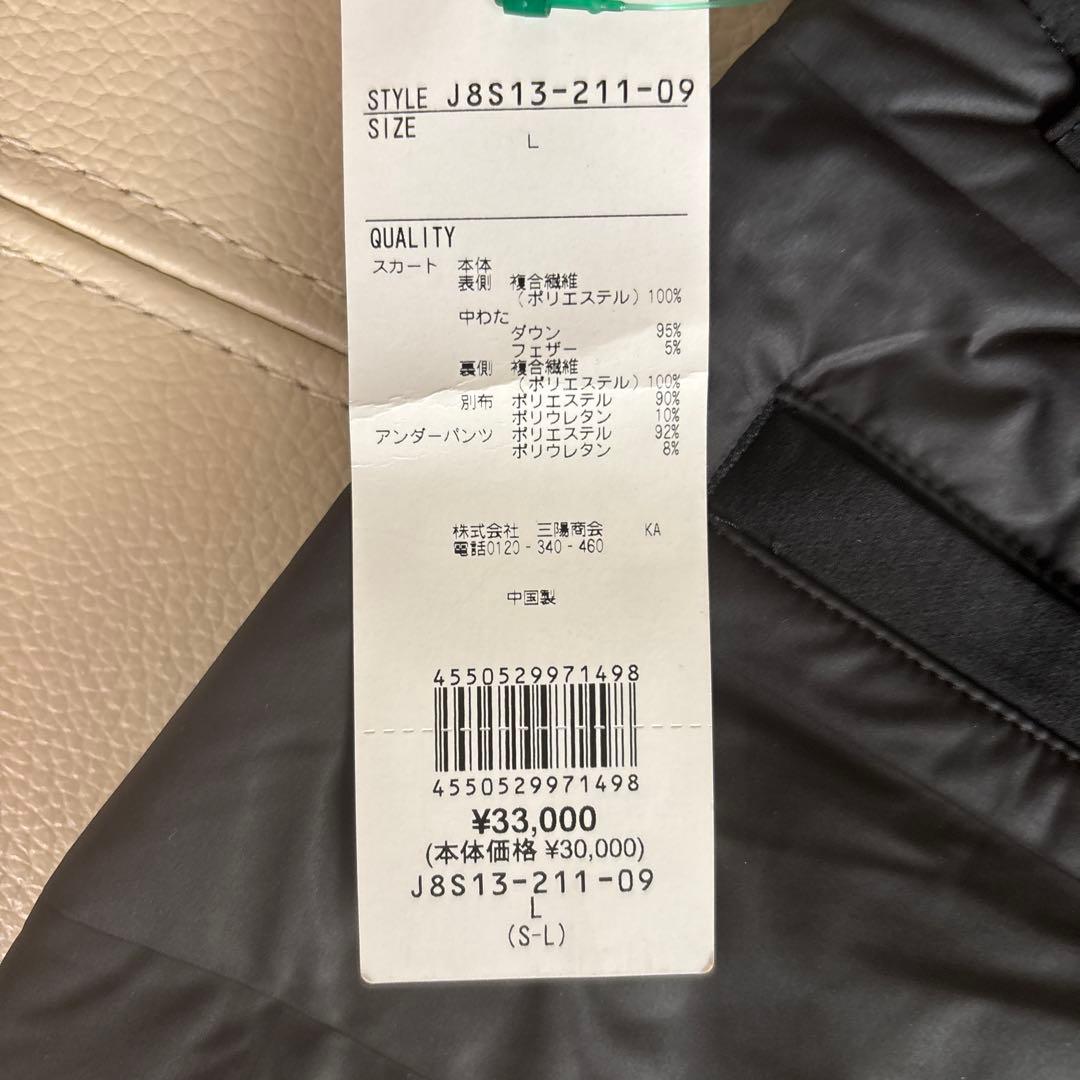 STYLE J8S13-211-09
SIZE
L
QUALITY
スカート 本体
表側 複合繊維
(ポリエステル) 100%
中わた
ダウン 95%
フェザー 5%
裏側 複合繊維
(ポリエステル) 100%
別布 ポリエステル 90%
ポリウレタン 10%
アンダーパンツ ポリエステル 92%
ポリウレタン 8%
株式会社 三陽商会 KA
電話0120-340-460
中国製
4550529971498
4550529971498
¥33,000
(本体価格 ¥30,000)
J8S13-211-09
L
(S-L)